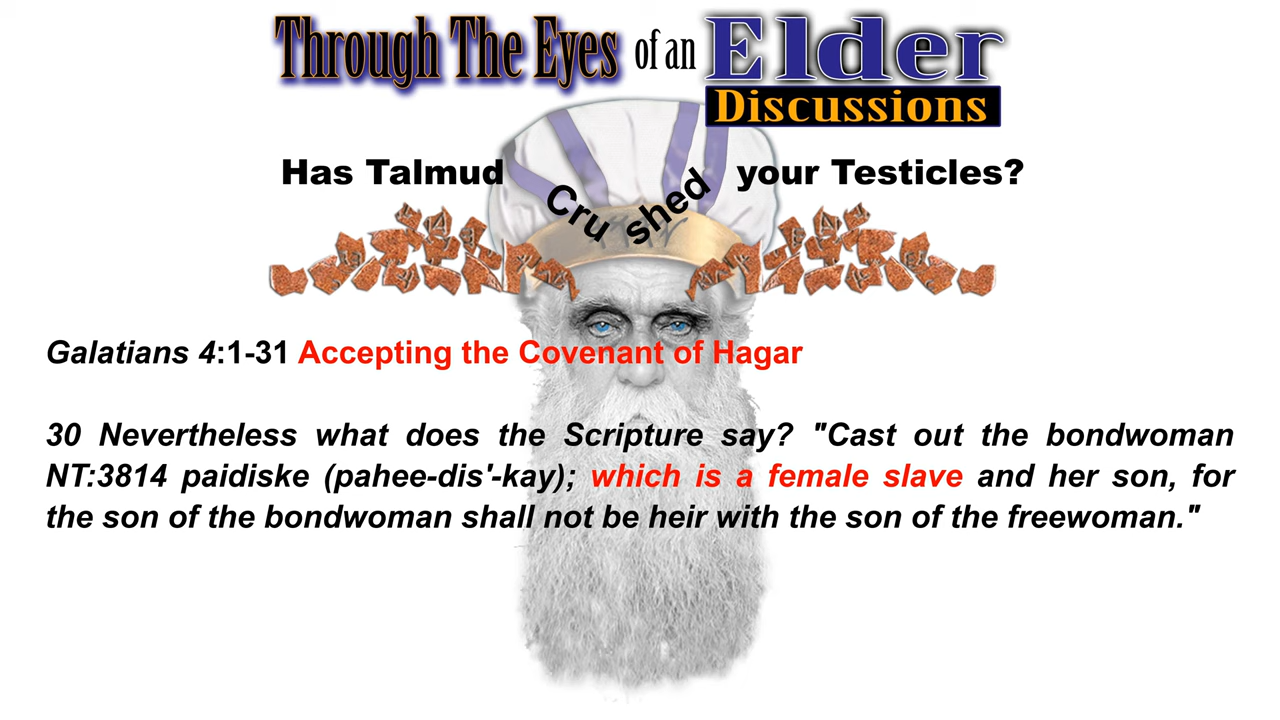 Through The Eyes of an Elder
Discussions
Has Talmud Crushed your Testicles?
Galatians 4:1-31 Accepting the Covenant of Hagar
30 Nevertheless what does the Scripture say? "Cast out the bondwoman
NT:3814 paidiske (pahee-dis'-kay); which is a female slave and her son, for
the son of the bondwoman shall not be heir with the son of the freewoman."